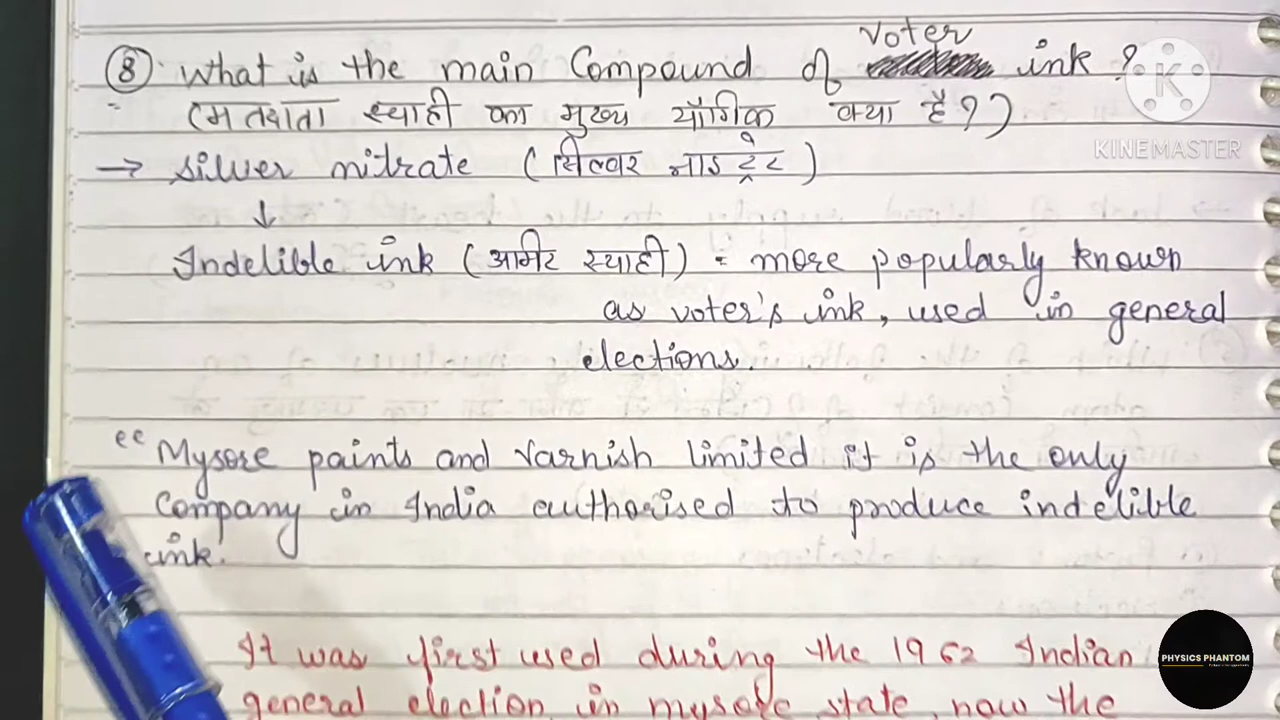 voter
⑧ What is the main Compound of ink ?
(मतदाता स्याही का मुख्य यौगिक क्या है?)
→ silver nitrate (सिल्वर नाइट्रेट)
↓
Indelible ink (अमिट स्याही) = more popularly known
as voter's ink, used in general
elections.
"Mysore paints and varnish limited it is the only
Company in India authorised to produce indelible
ink.
It was first used during the 1962 Indian
general election, in mysore state, now the
K
KINEMASTER
PHYSICS PHANTOM